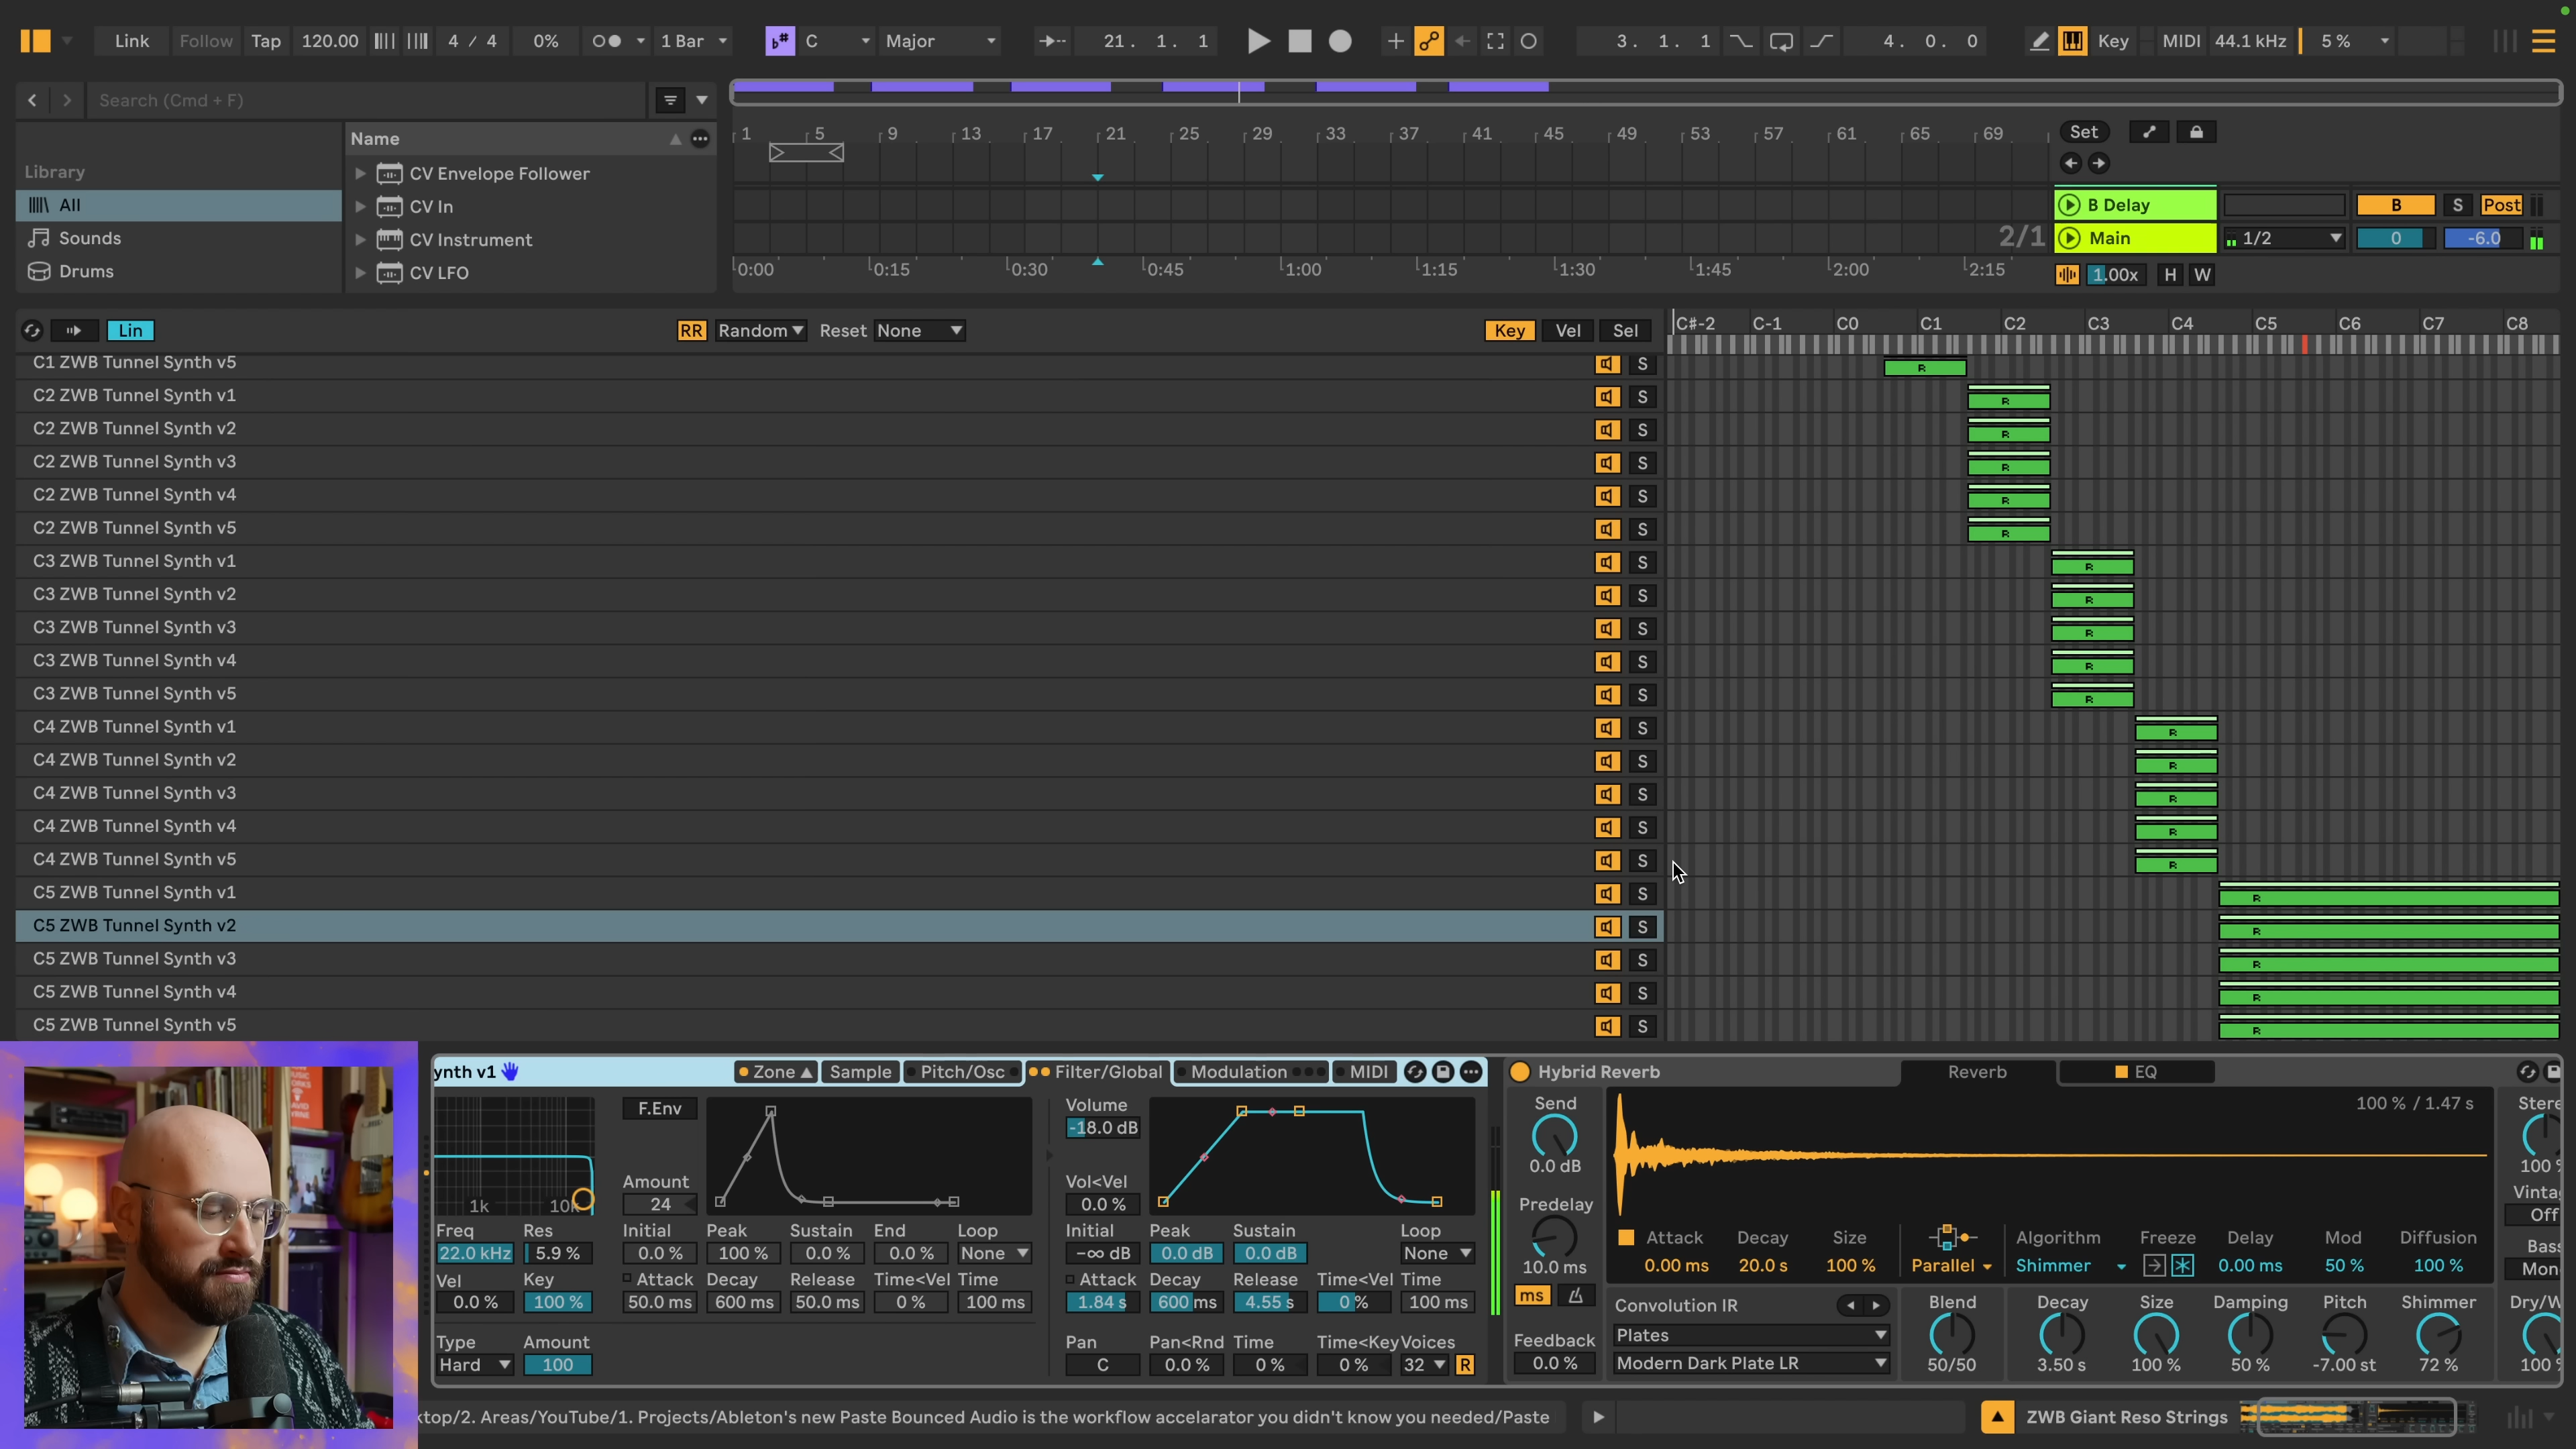 Link Follow Tap 120.00 4 / 4 0% 1 Bar C Major 21. 1. 1 3. 1. 1 4. 0. 0 Key MIDI 44.1 kHz 5 %
Search (Cmd + F)
Library
All
Sounds
Drums
Name
CV Envelope Follower
CV In
CV Instrument
CV LFO
1 5 9 13 17 21 25 29 33 37 41 45 49 53 57 61 65 69
Set
B Delay B S Post
2/1 Main 1/2 0 -6.0
0:00 0:15 0:30 0:45 1:00 1:15 1:30 1:45 2:00 2:15
1.00x H W
Lin RR Random Reset None Key Vel Sel
C#-2 C-1 C0 C1 C2 C3 C4 C5 C6 C7 C8
C1 ZWB Tunnel Synth v5 S R
C2 ZWB Tunnel Synth v1 S R
C2 ZWB Tunnel Synth v2 S R
C2 ZWB Tunnel Synth v3 S R
C2 ZWB Tunnel Synth v4 S R
C2 ZWB Tunnel Synth v5 S R
C3 ZWB Tunnel Synth v1 S R
C3 ZWB Tunnel Synth v2 S R
C3 ZWB Tunnel Synth v3 S R
C3 ZWB Tunnel Synth v4 S R
C3 ZWB Tunnel Synth v5 S R
C4 ZWB Tunnel Synth v1 S R
C4 ZWB Tunnel Synth v2 S R
C4 ZWB Tunnel Synth v3 S R
C4 ZWB Tunnel Synth v4 S R
C4 ZWB Tunnel Synth v5 S R
C5 ZWB Tunnel Synth v1 S R
C5 ZWB Tunnel Synth v2 S R
C5 ZWB Tunnel Synth v3 S R
C5 ZWB Tunnel Synth v4 S R
C5 ZWB Tunnel Synth v5 S R
ynth v1 Zone Sample Pitch/Osc Filter/Global Modulation MIDI
F.Env
Volume
-18.0 dB
Amount
24
Vol<Vel
0.0 %
1k 10k
Freq Res Initial Peak Sustain End Loop Initial Peak Sustain Loop
22.0 kHz 5.9 % 0.0 % 100 % 0.0 % 0.0 % None -∞ dB 0.0 dB 0.0 dB None
Vel Key Attack Decay Release Time<Vel Time Attack Decay Release Time<Vel Time
0.0 % 100 % 50.0 ms 600 ms 50.0 ms 0 % 100 ms 1.84 s 600 ms 4.55 s 0 % 100 ms
Type Amount Pan Pan<Rnd Time Time<Key Voices
Hard 100 C 0.0 % 0 % 0 % 32 R
Hybrid Reverb Reverb EQ
Send
0.0 dB
Predelay
10.0 ms
ms
Feedback
0.0 %
100 % / 1.47 s
Attack Decay Size Algorithm Freeze Delay Mod Diffusion
0.00 ms 20.0 s 100 % Parallel Shimmer 0.00 ms 50 % 100 %
Convolution IR
Plates
Modern Dark Plate LR
Blend Decay Size Damping Pitch Shimmer Dry/W
50/50 3.50 s 100 % 50 % -7.00 st 72 % 100 %
Stere
100 %
Vinta
Off
Bas
Mon
ktop/2. Areas/YouTube/1. Projects/Ableton's new Paste Bounced Audio is the workflow accelarator you didn't know you needed/Paste
ZWB Giant Reso Strings